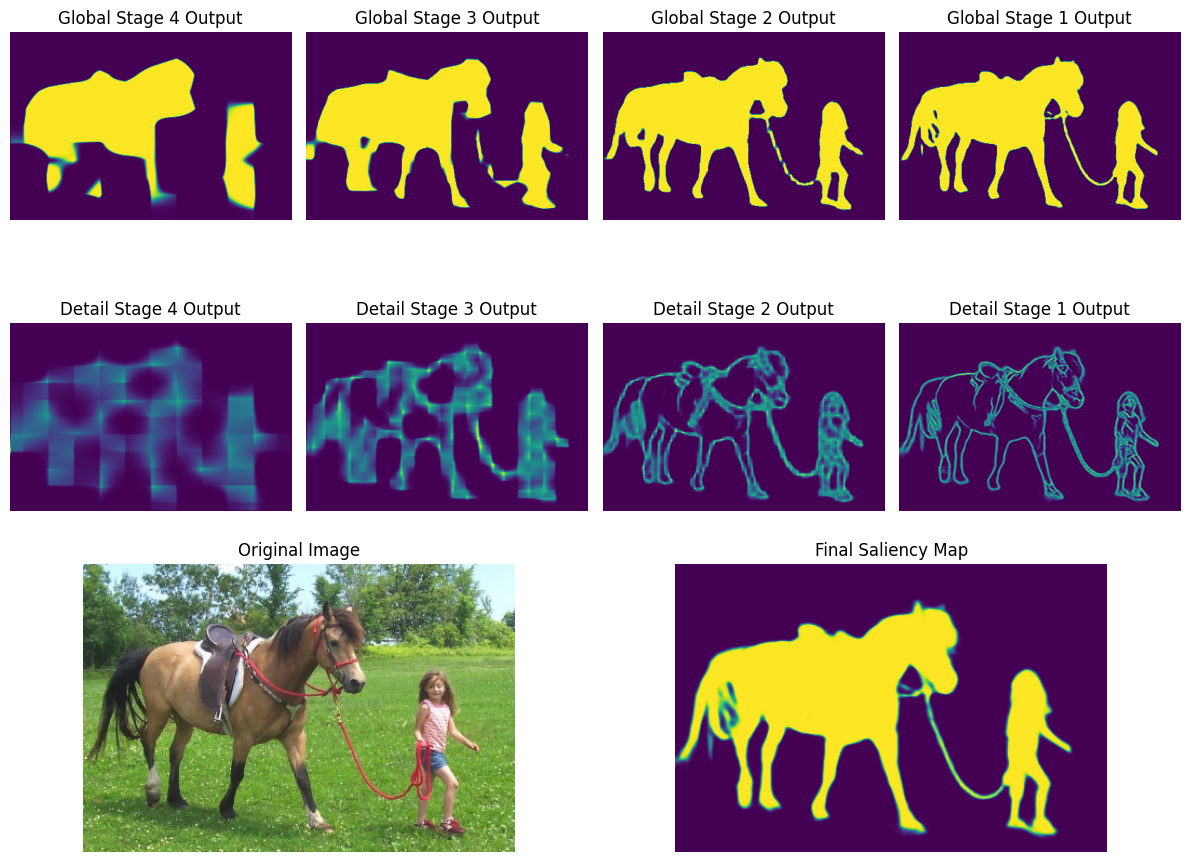 Global Stage 4 Output
Global Stage 3 Output
Global Stage 2 Output
Global Stage 1 Output
Detail Stage 4 Output
Detail Stage 3 Output
Detail Stage 2 Output
Detail Stage 1 Output
Original Image
Final Saliency Map